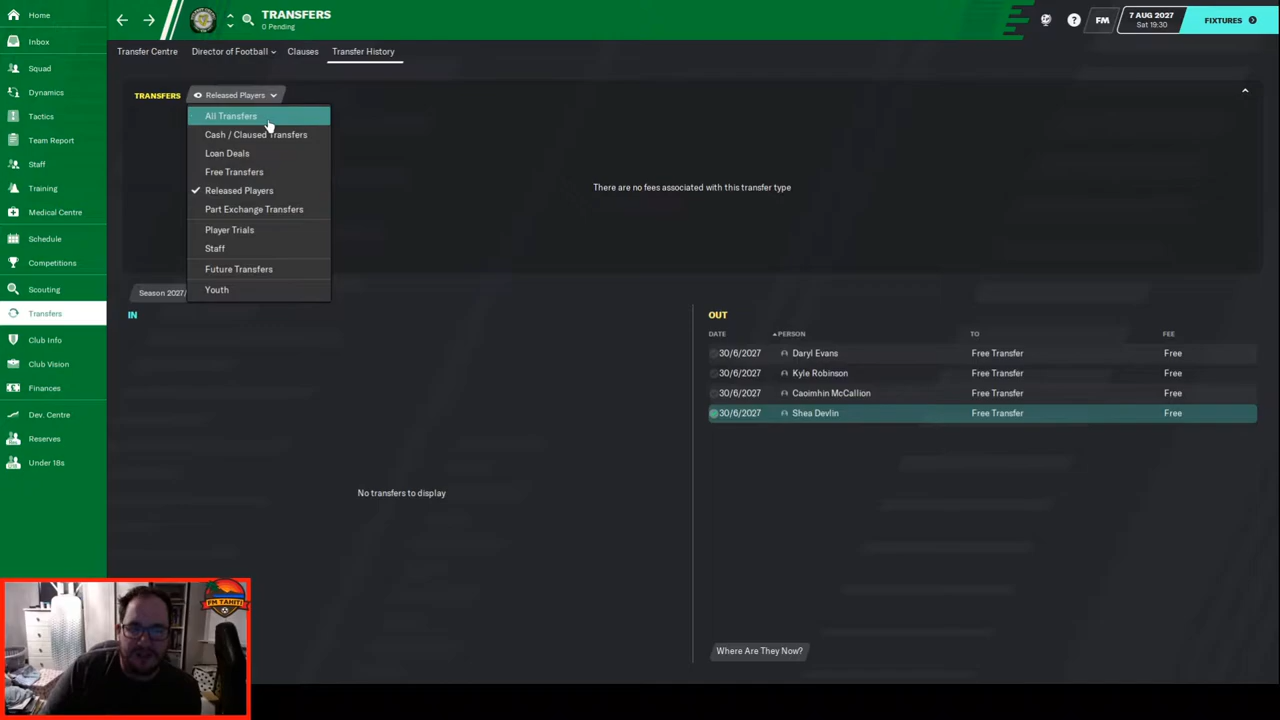 Home
Inbox
Squad
Dynamics
Tactics
Team Report
Staff
Training
Medical Centre
Schedule
Competitions
Scouting
Transfers
Club Info
Club Vision
Finances
Dev. Centre
Reserves
Under 18s
TRANSFERS
0 Pending
FM
7 AUG 2027
Sat 19:30
FIXTURES
Transfer Centre
Director of Football
Clauses
Transfer History
TRANSFERS
Released Players
All Transfers
Cash / Claused Transfers
Loan Deals
Free Transfers
Released Players
Part Exchange Transfers
Player Trials
Staff
Future Transfers
Youth
There are no fees associated with this transfer type
Season 2027/
IN
No transfers to display
OUT
DATE PERSON TO FEE
30/6/2027 Daryl Evans Free Transfer Free
30/6/2027 Kyle Robinson Free Transfer Free
30/6/2027 Caoimhin McCallion Free Transfer Free
30/6/2027 Shea Devlin Free Transfer Free
Where Are They Now?
FM TAHITI